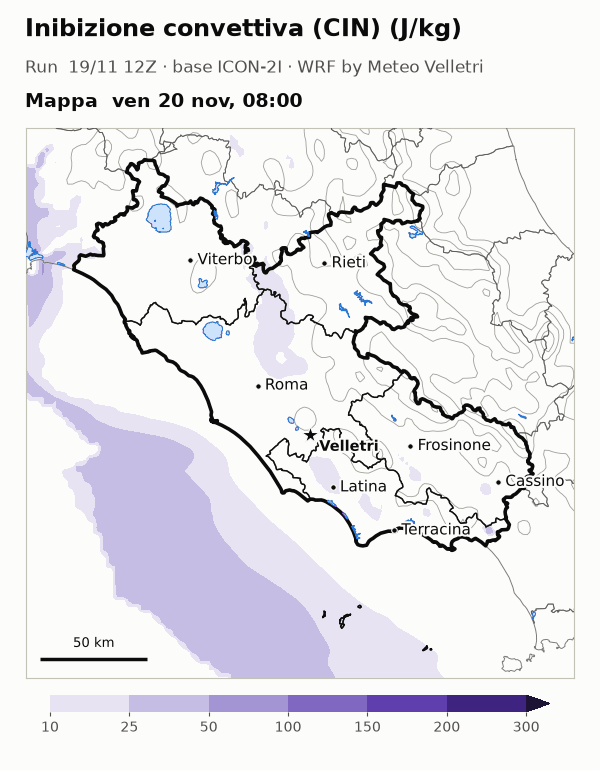 Inibizione convettiva (CIN) (J/kg)
Run  19/11 12Z · base ICON-2I · WRF by Meteo Velletri
Mappa  ven 20 nov, 08:00
Viterbo
Rieti
Roma
Velletri
Frosinone
Cassino
Latina
Terracina
50 km
10 25 50 100 150 200 300